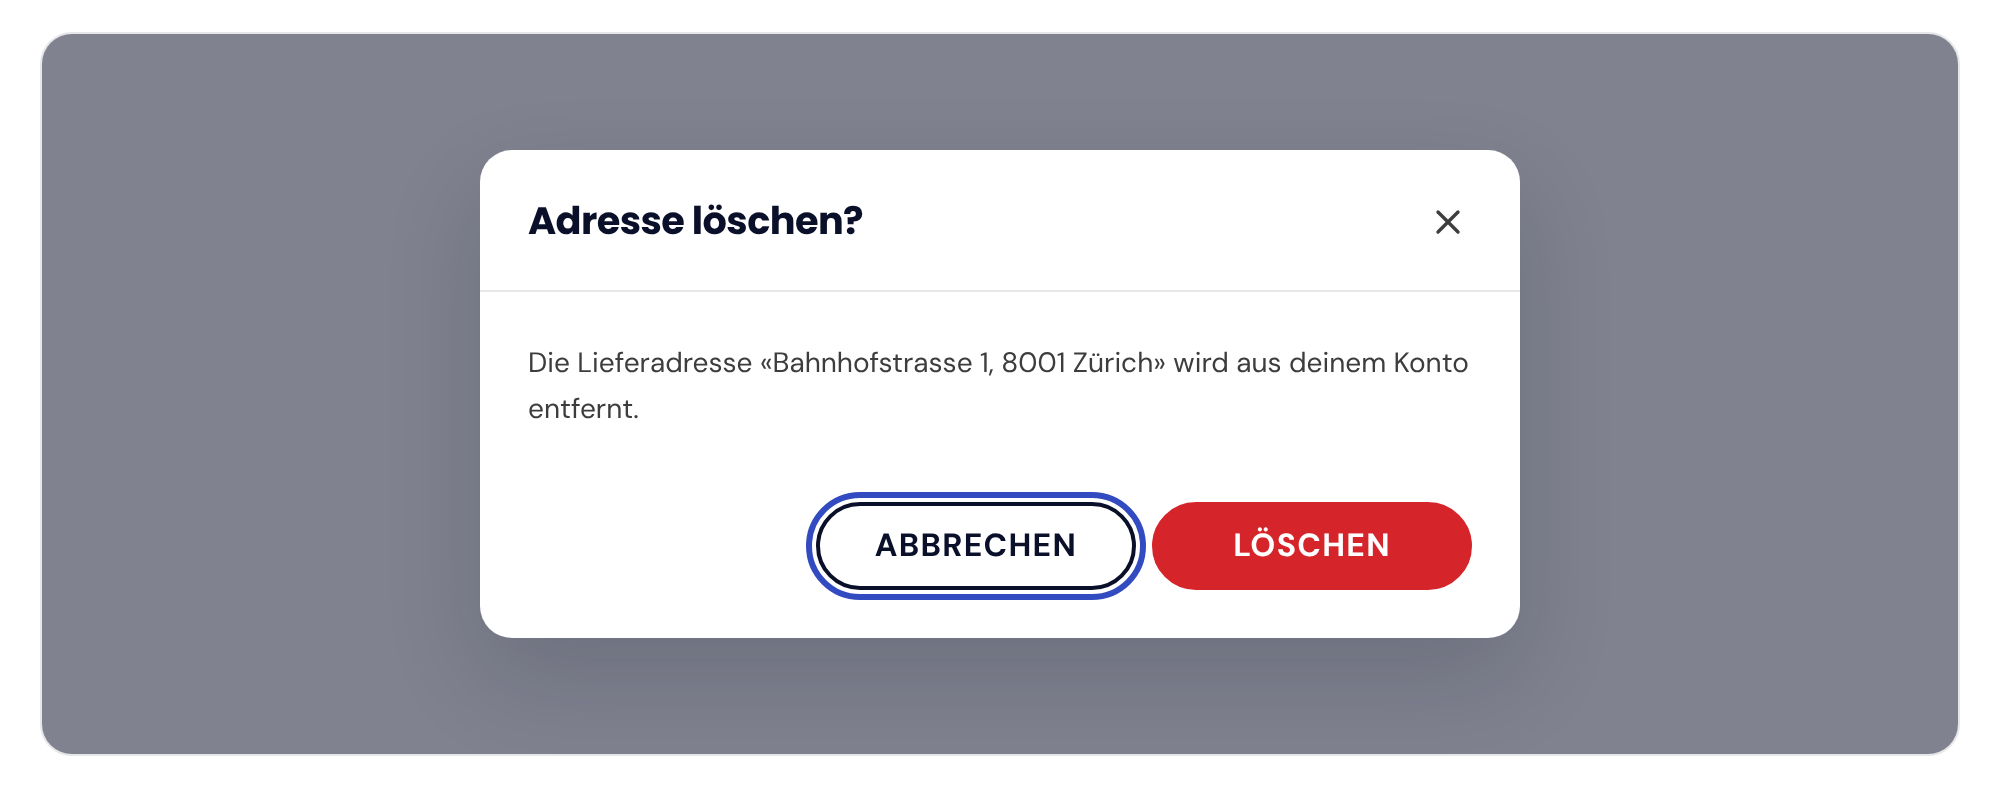 Adresse löschen?
Die Lieferadresse «Bahnhofstrasse 1, 8001 Zürich» wird aus deinem Konto
entfernt.
ABBRECHEN
LÖSCHEN